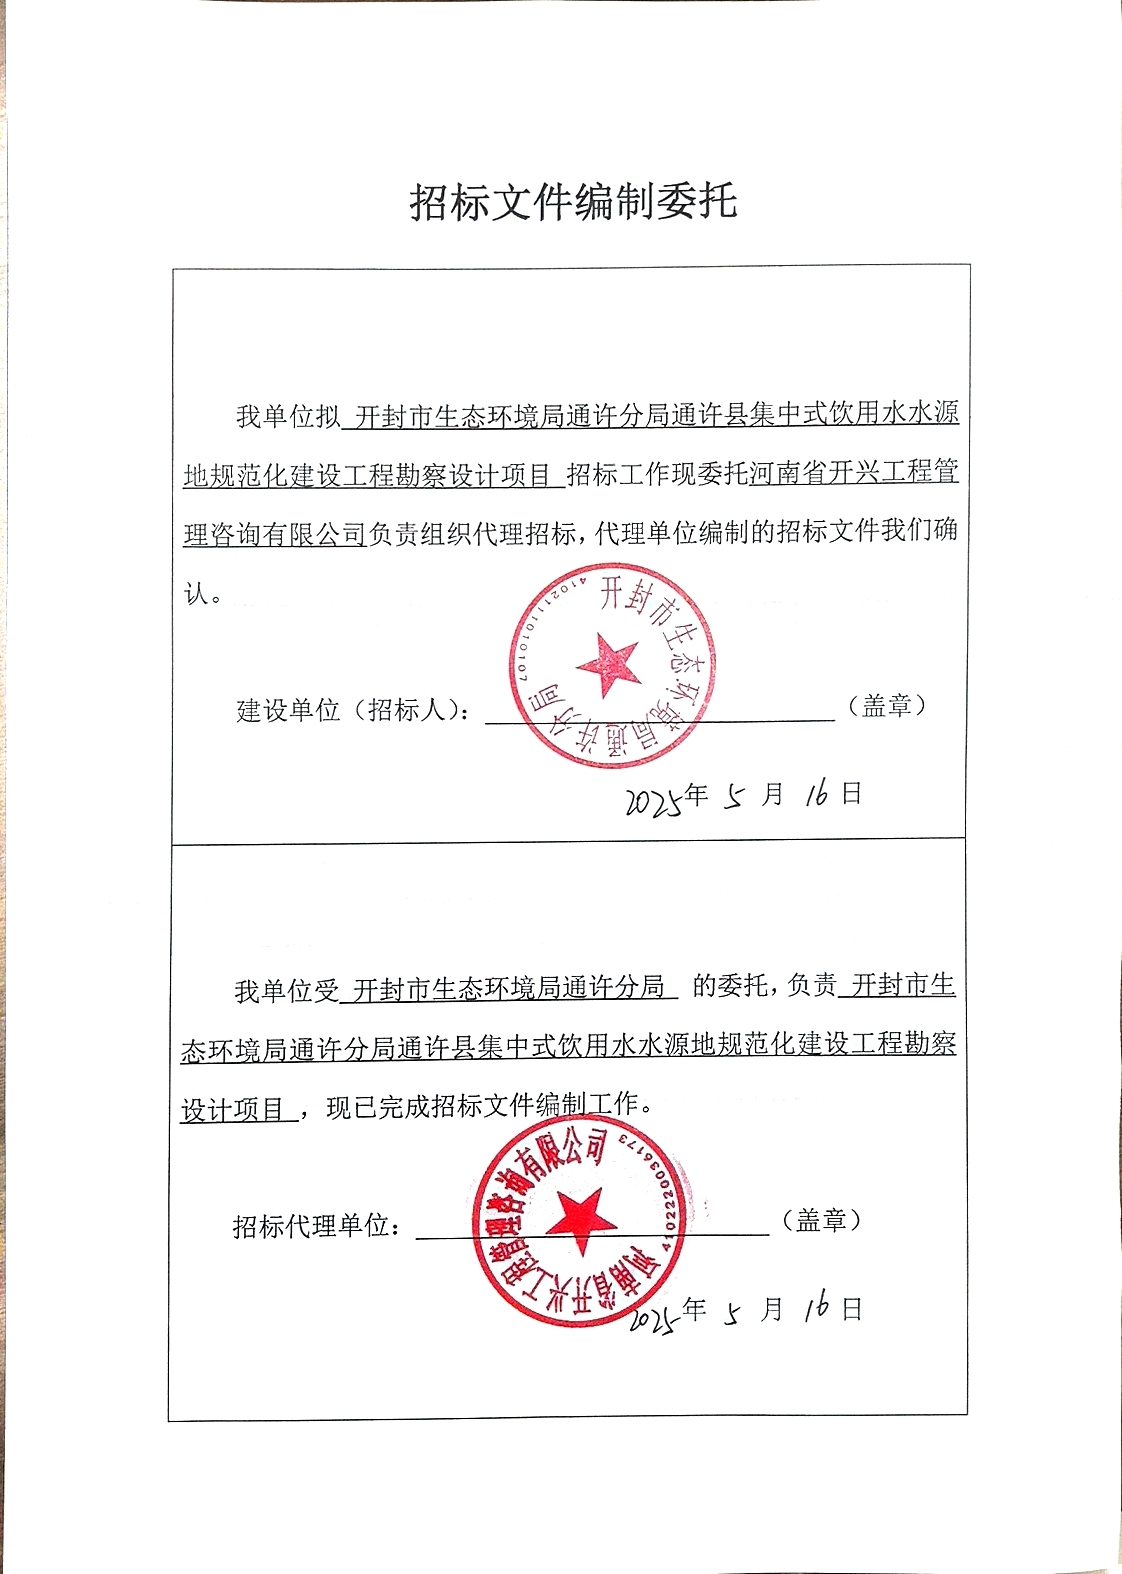 招标文件编制委托
我单位拟 开封市生态环境局通许分局通许县集中式饮用水水源
地规范化建设工程勘察设计项目 招标工作现委托河南省开兴工程管
理咨询有限公司负责组织代理招标，代理单位编制的招标文件我们确
认。
开封市生态环境局通许分局
4102111010107
建设单位（招标人）： （盖章）
2025年 5 月 16 日
我单位受 开封市生态环境局通许分局 的委托，负责 开封市生
态环境局通许分局通许县集中式饮用水水源地规范化建设工程勘察
设计项目 ，现已完成招标文件编制工作。
河南省开兴工程管理咨询有限公司
4102220036173
招标代理单位： （盖章）
2025年 5 月 16 日